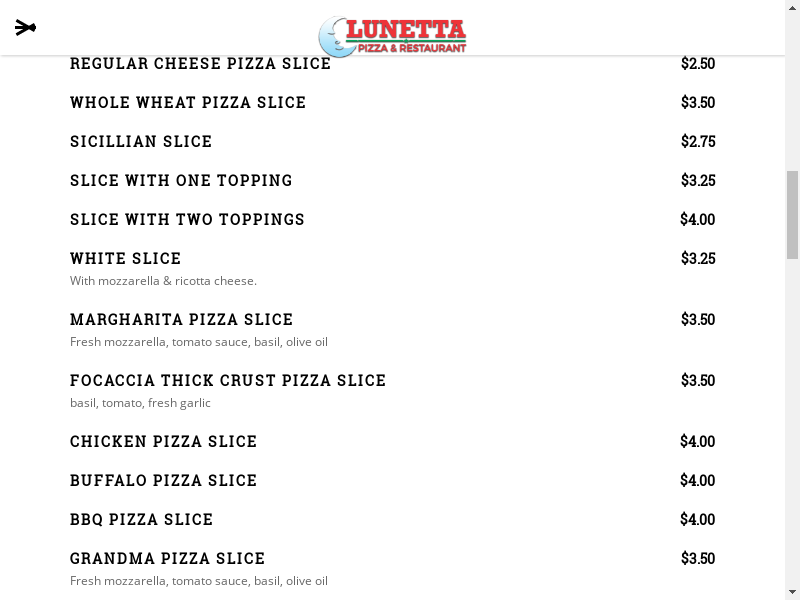 LUNETTA
PIZZA & RESTAURANT
REGULAR CHEESE PIZZA SLICE $2.50
WHOLE WHEAT PIZZA SLICE $3.50
SICILLIAN SLICE $2.75
SLICE WITH ONE TOPPING $3.25
SLICE WITH TWO TOPPINGS $4.00
WHITE SLICE $3.25
With mozzarella & ricotta cheese.
MARGHARITA PIZZA SLICE $3.50
Fresh mozzarella, tomato sauce, basil, olive oil
FOCACCIA THICK CRUST PIZZA SLICE $3.50
basil, tomato, fresh garlic
CHICKEN PIZZA SLICE $4.00
BUFFALO PIZZA SLICE $4.00
BBQ PIZZA SLICE $4.00
GRANDMA PIZZA SLICE $3.50
Fresh mozzarella, tomato sauce, basil, olive oil